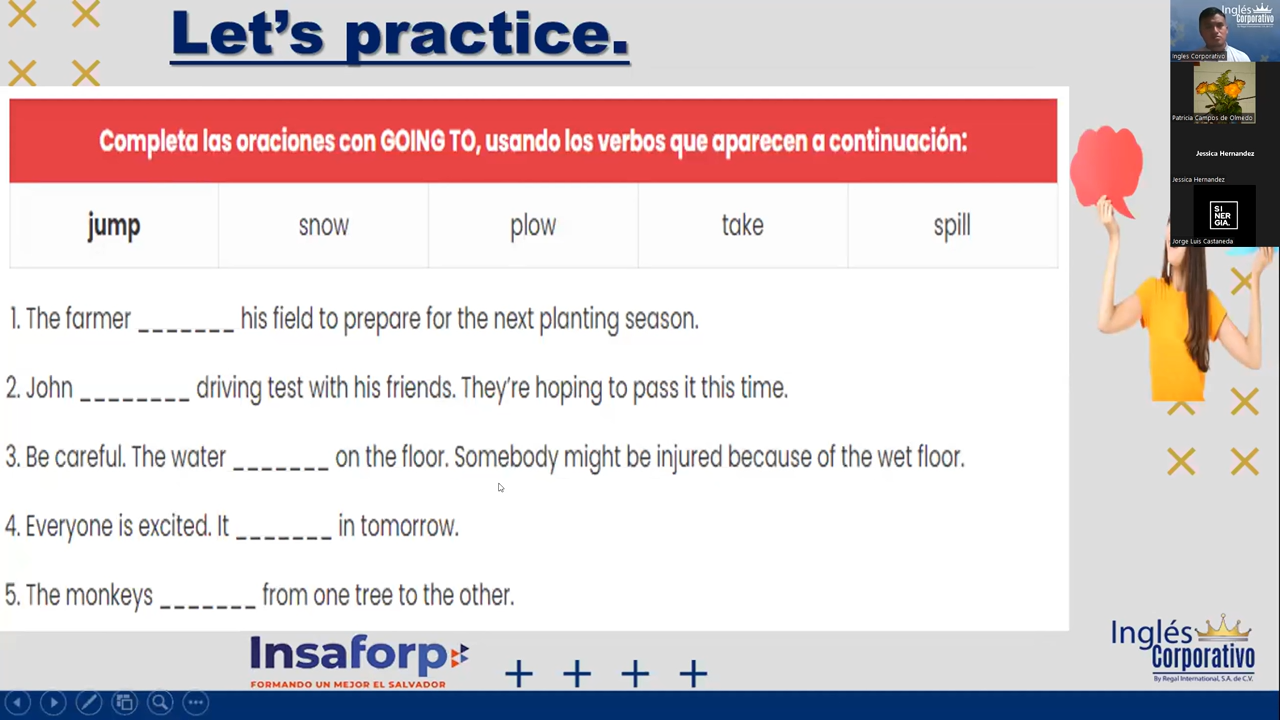 Let's practice.
Completa las oraciones con GOING TO, usando los verbos que aparecen a continuación:
jump snow plow take spill
1. The farmer _______ his field to prepare for the next planting season.
2. John ________ driving test with his friends. They're hoping to pass it this time.
3. Be careful. The water _______ on the floor. Somebody might be injured because of the wet floor.
4. Everyone is excited. It _______ in tomorrow.
5. The monkeys _______ from one tree to the other.
Insaforp
FORMANDO UN MEJOR EL SALVADOR
Inglés
Corporativo
By Regal International, S.A. de C.V.
Inglés
Corporativo
Ingles Corporativo
Patricia Campos de Olmedo
Jessica Hernandez
Jessica Hernandez
SI
NER
GIA.
Jorge Luis Castaneda